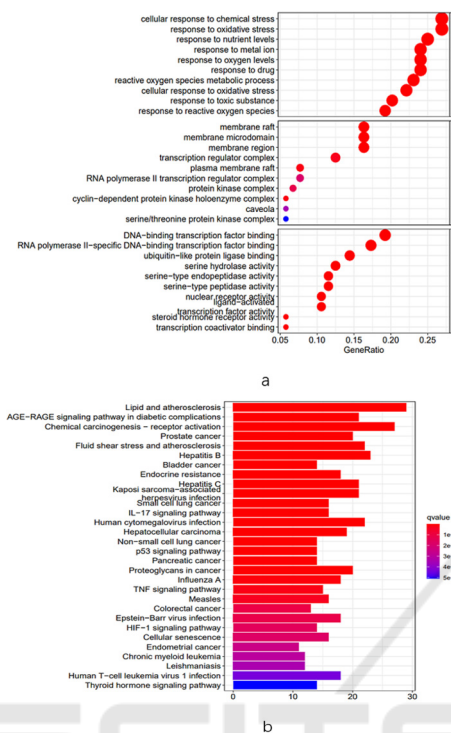 cellular response to chemical stress
response to oxidative stress
response to nutrient levels
response to metal ion
response to oxygen levels
response to drug
reactive oxygen species metabolic process
cellular response to oxidative stress
response to toxic substance
response to reactive oxygen species
membrane raft
membrane microdomain
membrane region
transcription regulator complex
plasma membrane raft
RNA polymerase II transcription regulator complex
protein kinase complex
cyclin-dependent protein kinase holoenzyme complex
caveola
serine/threonine protein kinase complex
DNA-binding transcription factor binding
RNA polymerase II-specific DNA-binding transcription factor binding
ubiquitin-like protein ligase binding
serine hydrolase activity
serine-type endopeptidase activity
serine-type peptidase activity
nuclear receptor activity
ligand-activated
transcription factor activity
steroid hormone receptor activity
transcription coactivator binding
0.05 0.10 0.15 0.20 0.25
GeneRatio
a
Lipid and atherosclerosis
AGE-RAGE signaling pathway in diabetic complications
Chemical carcinogenesis - receptor activation
Prostate cancer
Fluid shear stress and atherosclerosis
Hepatitis B
Bladder cancer
Endocrine resistance
Hepatitis C
Kaposi sarcoma-associated
herpesvirus infection
Small cell lung cancer
IL-17 signaling pathway
Human cytomegalovirus infection
Hepatocellular carcinoma
Non-small cell lung cancer
p53 signaling pathway
Pancreatic cancer
Proteoglycans in cancer
Influenza A
TNF signaling pathway
Measles
Colorectal cancer
Epstein-Barr virus infection
HIF-1 signaling pathway
Cellular senescence
Endometrial cancer
Chronic myeloid leukemia
Leishmaniasis
Human T-cell leukemia virus 1 infection
Thyroid hormone signaling pathway
0 10 20 30
qvalue
1e
2e
3e
4e
5e
b